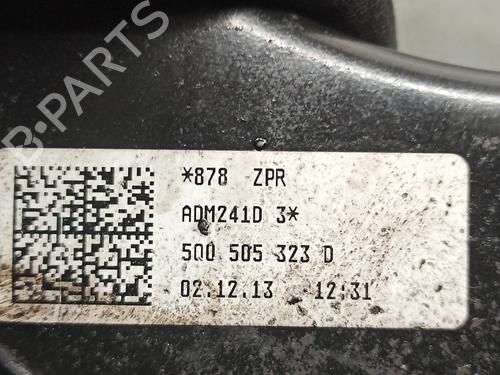 B-PARTS
*878 ZPR
ADM241D 3*
5Q0 505 323 D
02.12.13 12:31